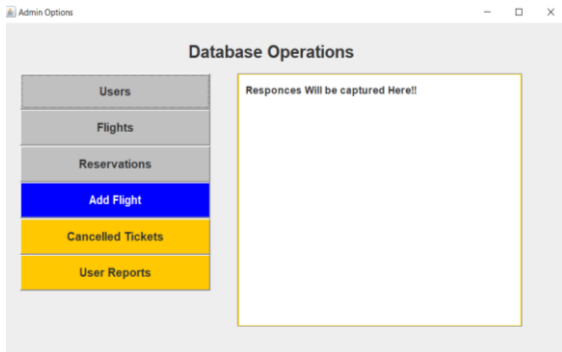 Admin Options
Database Operations
Users
Flights
Reservations
Add Flight
Cancelled Tickets
User Reports
Responces Will be captured Here!!